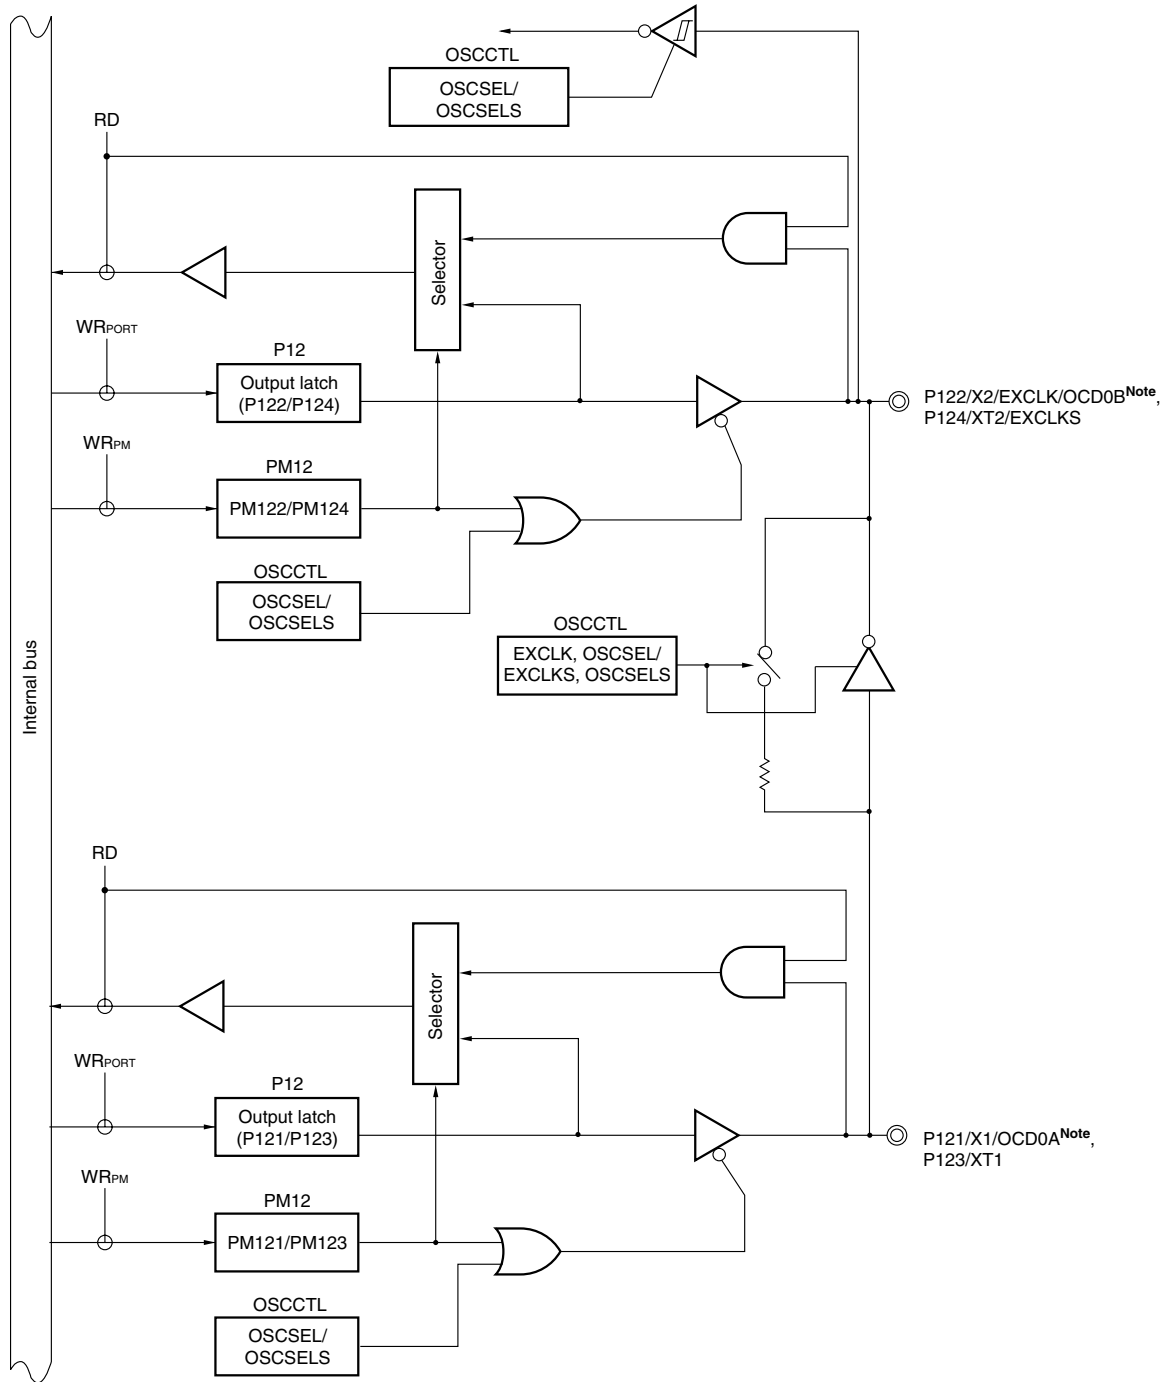 OSCCTL
OSCSEL/
OSCSELS
RD
Selector
WRPORT
P12
Output latch
(P122/P124)
P122/X2/EXCLK/OCD0BNote,
P124/XT2/EXCLKS
WRPM
PM12
PM122/PM124
OSCCTL
OSCSEL/
OSCSELS
OSCCTL
EXCLK, OSCSEL/
EXCLKS, OSCSELS
Internal bus
RD
Selector
WRPORT
P12
Output latch
(P121/P123)
P121/X1/OCD0ANote,
P123/XT1
WRPM
PM12
PM121/PM123
OSCCTL
OSCSEL/
OSCSELS